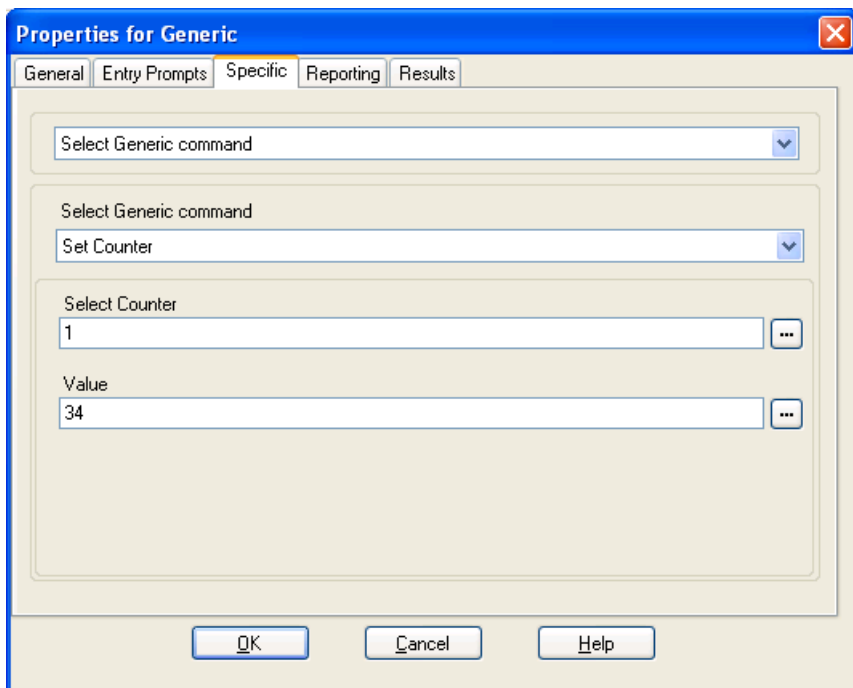 Properties for Generic
General Entry Prompts Specific Reporting Results
Select Generic command
Select Generic command
Set Counter
Select Counter
1 ...
Value
34 ...
OK Cancel Help